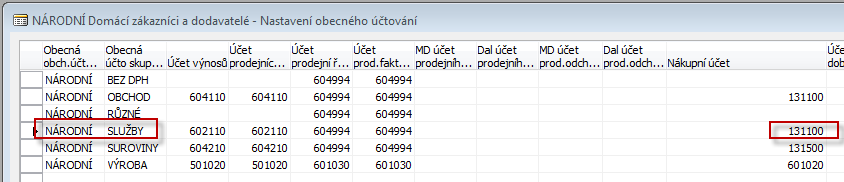 NÁRODNÍ Domácí zákazníci a dodavatelé - Nastavení obecného účtování
Obecná obch.účt... Obecná účto skup... Účet výnosů Účet prodejníc... Účet prodejní ř... Účet prod.fakt... MD účet prodejníh... Dal účet prodejníh... MD účet prod.odch... Dal účet prod.odch... Nákupní účet Úče dob
NÁRODNÍ BEZ DPH 604994 604994
NÁRODNÍ OBCHOD 604110 604110 604994 604994 131100
NÁRODNÍ RŮZNÉ 604994 604994
NÁRODNÍ SLUŽBY 602110 602110 604994 604994 131100
NÁRODNÍ SUROVINY 604210 604210 604994 604994 131500
NÁRODNÍ VÝROBA 501020 501020 601030 601030 601020